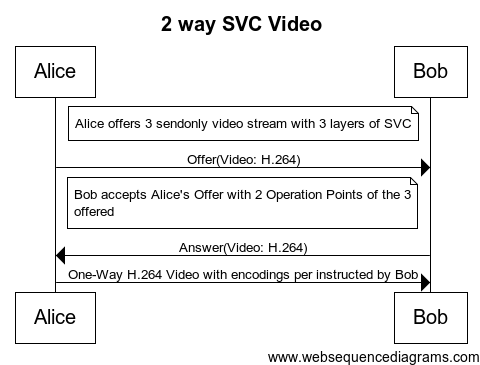 2 way SVC Video
Alice
Bob
Alice offers 3 sendonly video stream with 3 layers of SVC
Offer(Video: H.264)
Bob accepts Alice's Offer with 2 Operation Points of the 3
offered
Answer(Video: H.264)
One-Way H.264 Video with encodings per instructed by Bob
Alice
Bob
www.websequencediagrams.com